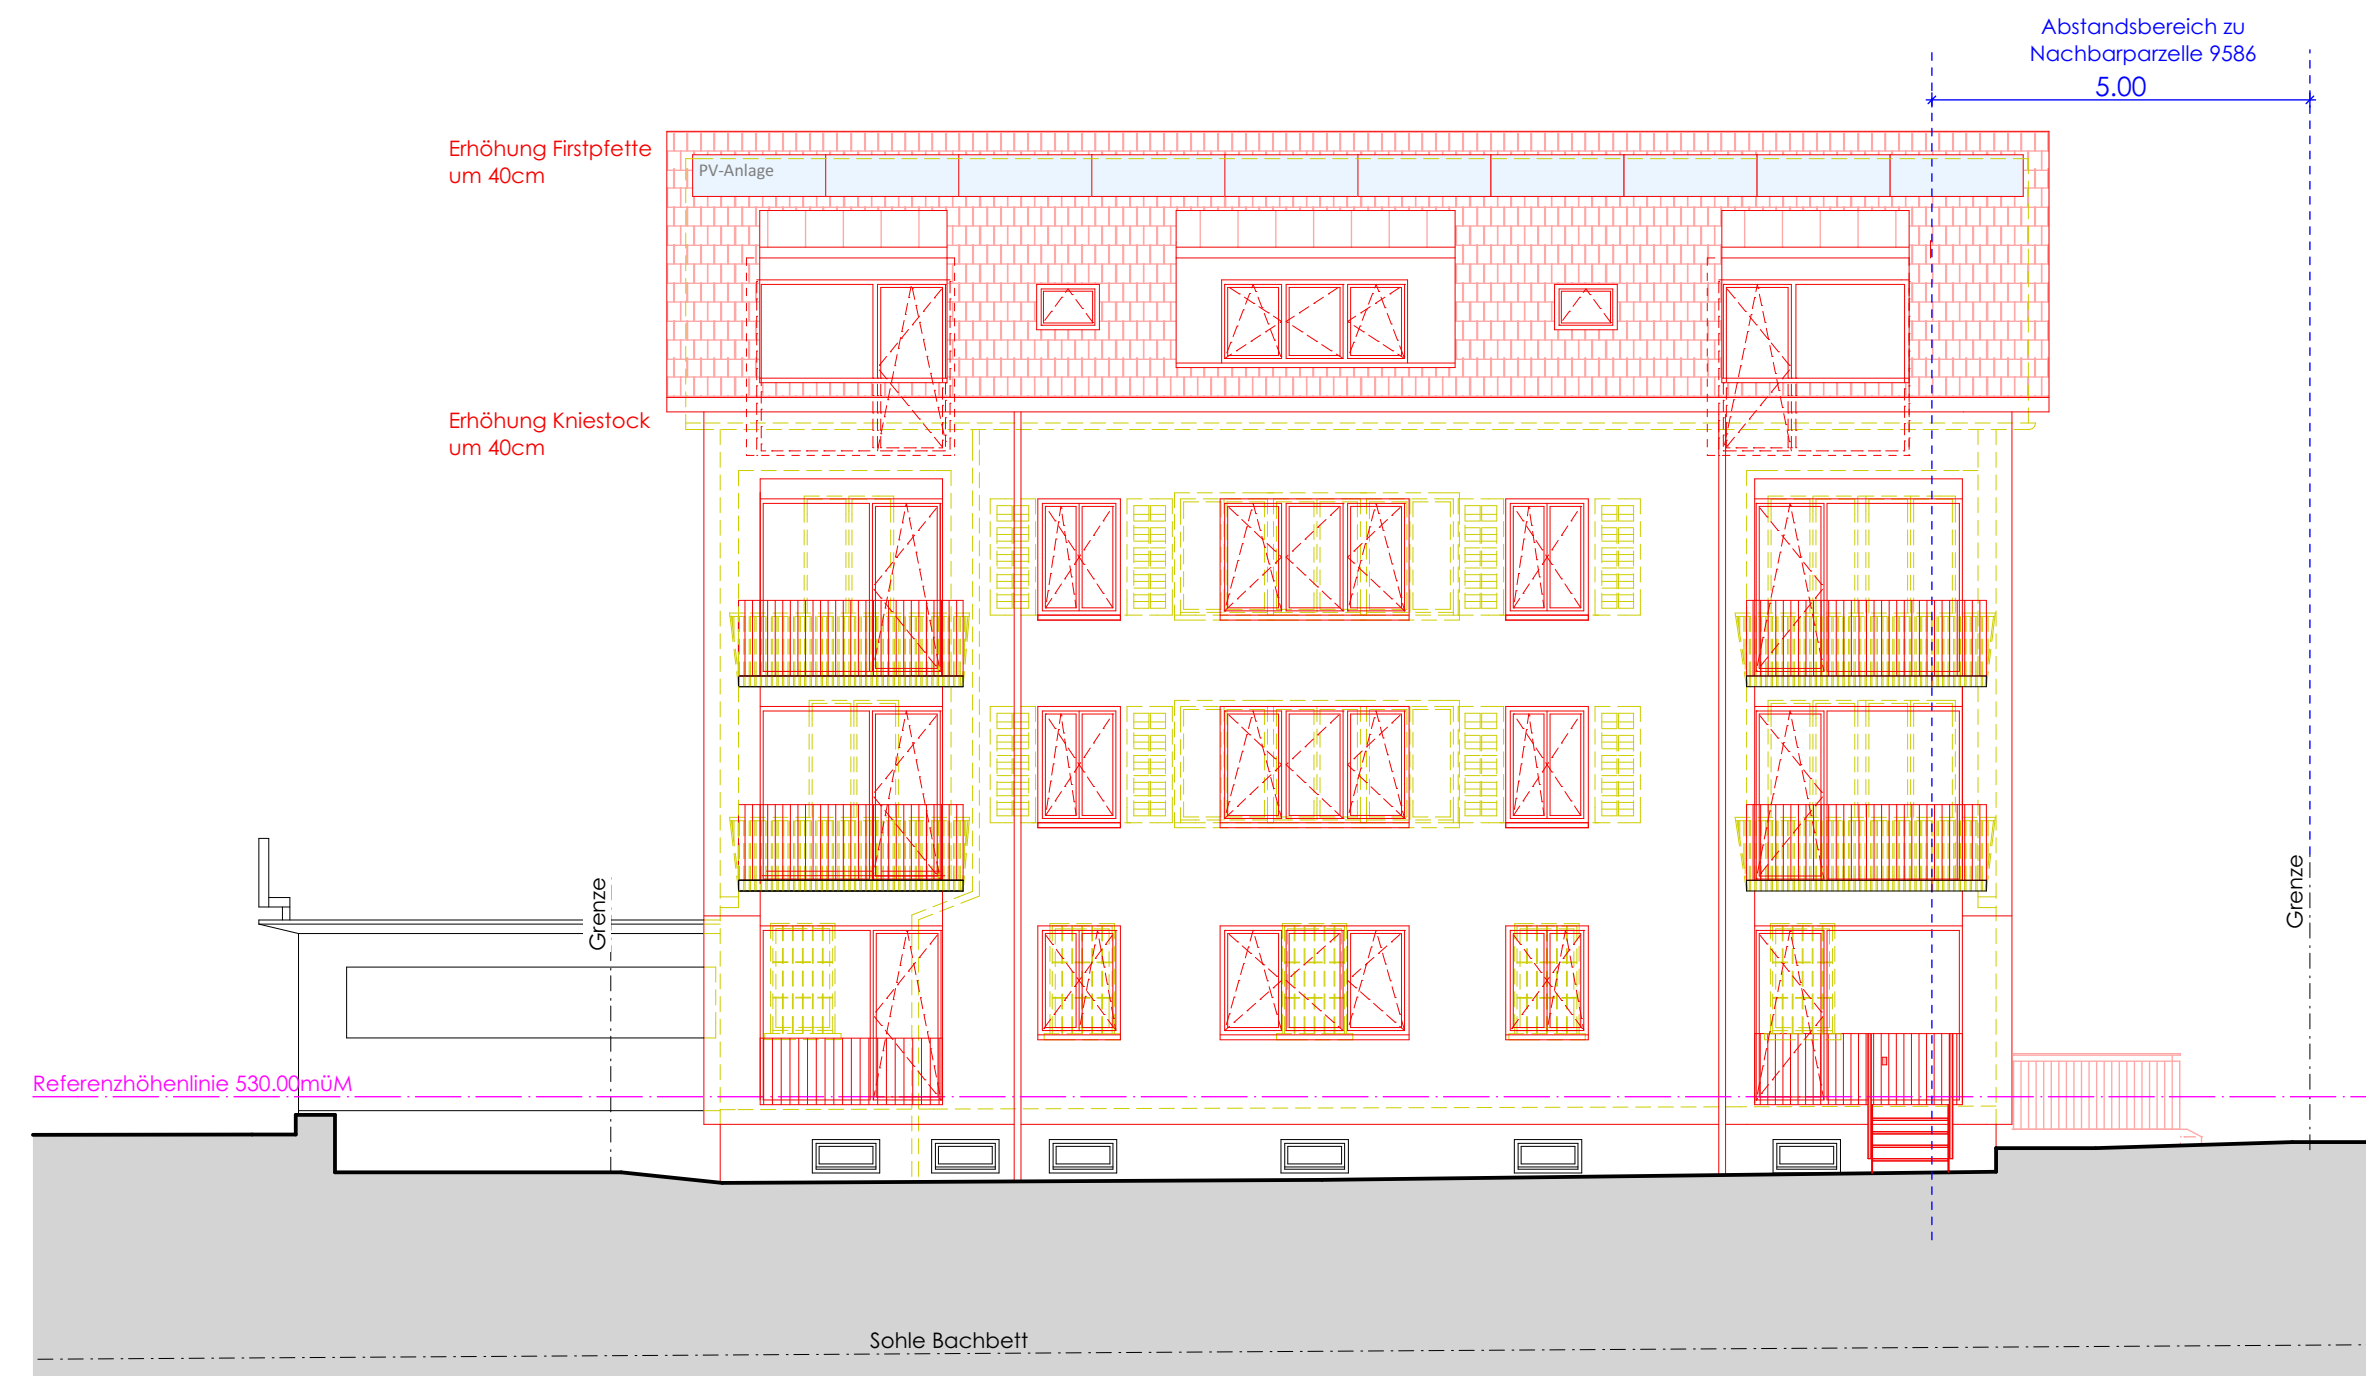 Abstandsbereich zu
Nachbarparzelle 9586
5.00
Erhöhung Firstpfette
um 40cm
PV-Anlage
Erhöhung Kniestock
um 40cm
Grenze
Grenze
Referenzhöhenlinie 530.00müM
Sohle Bachbett